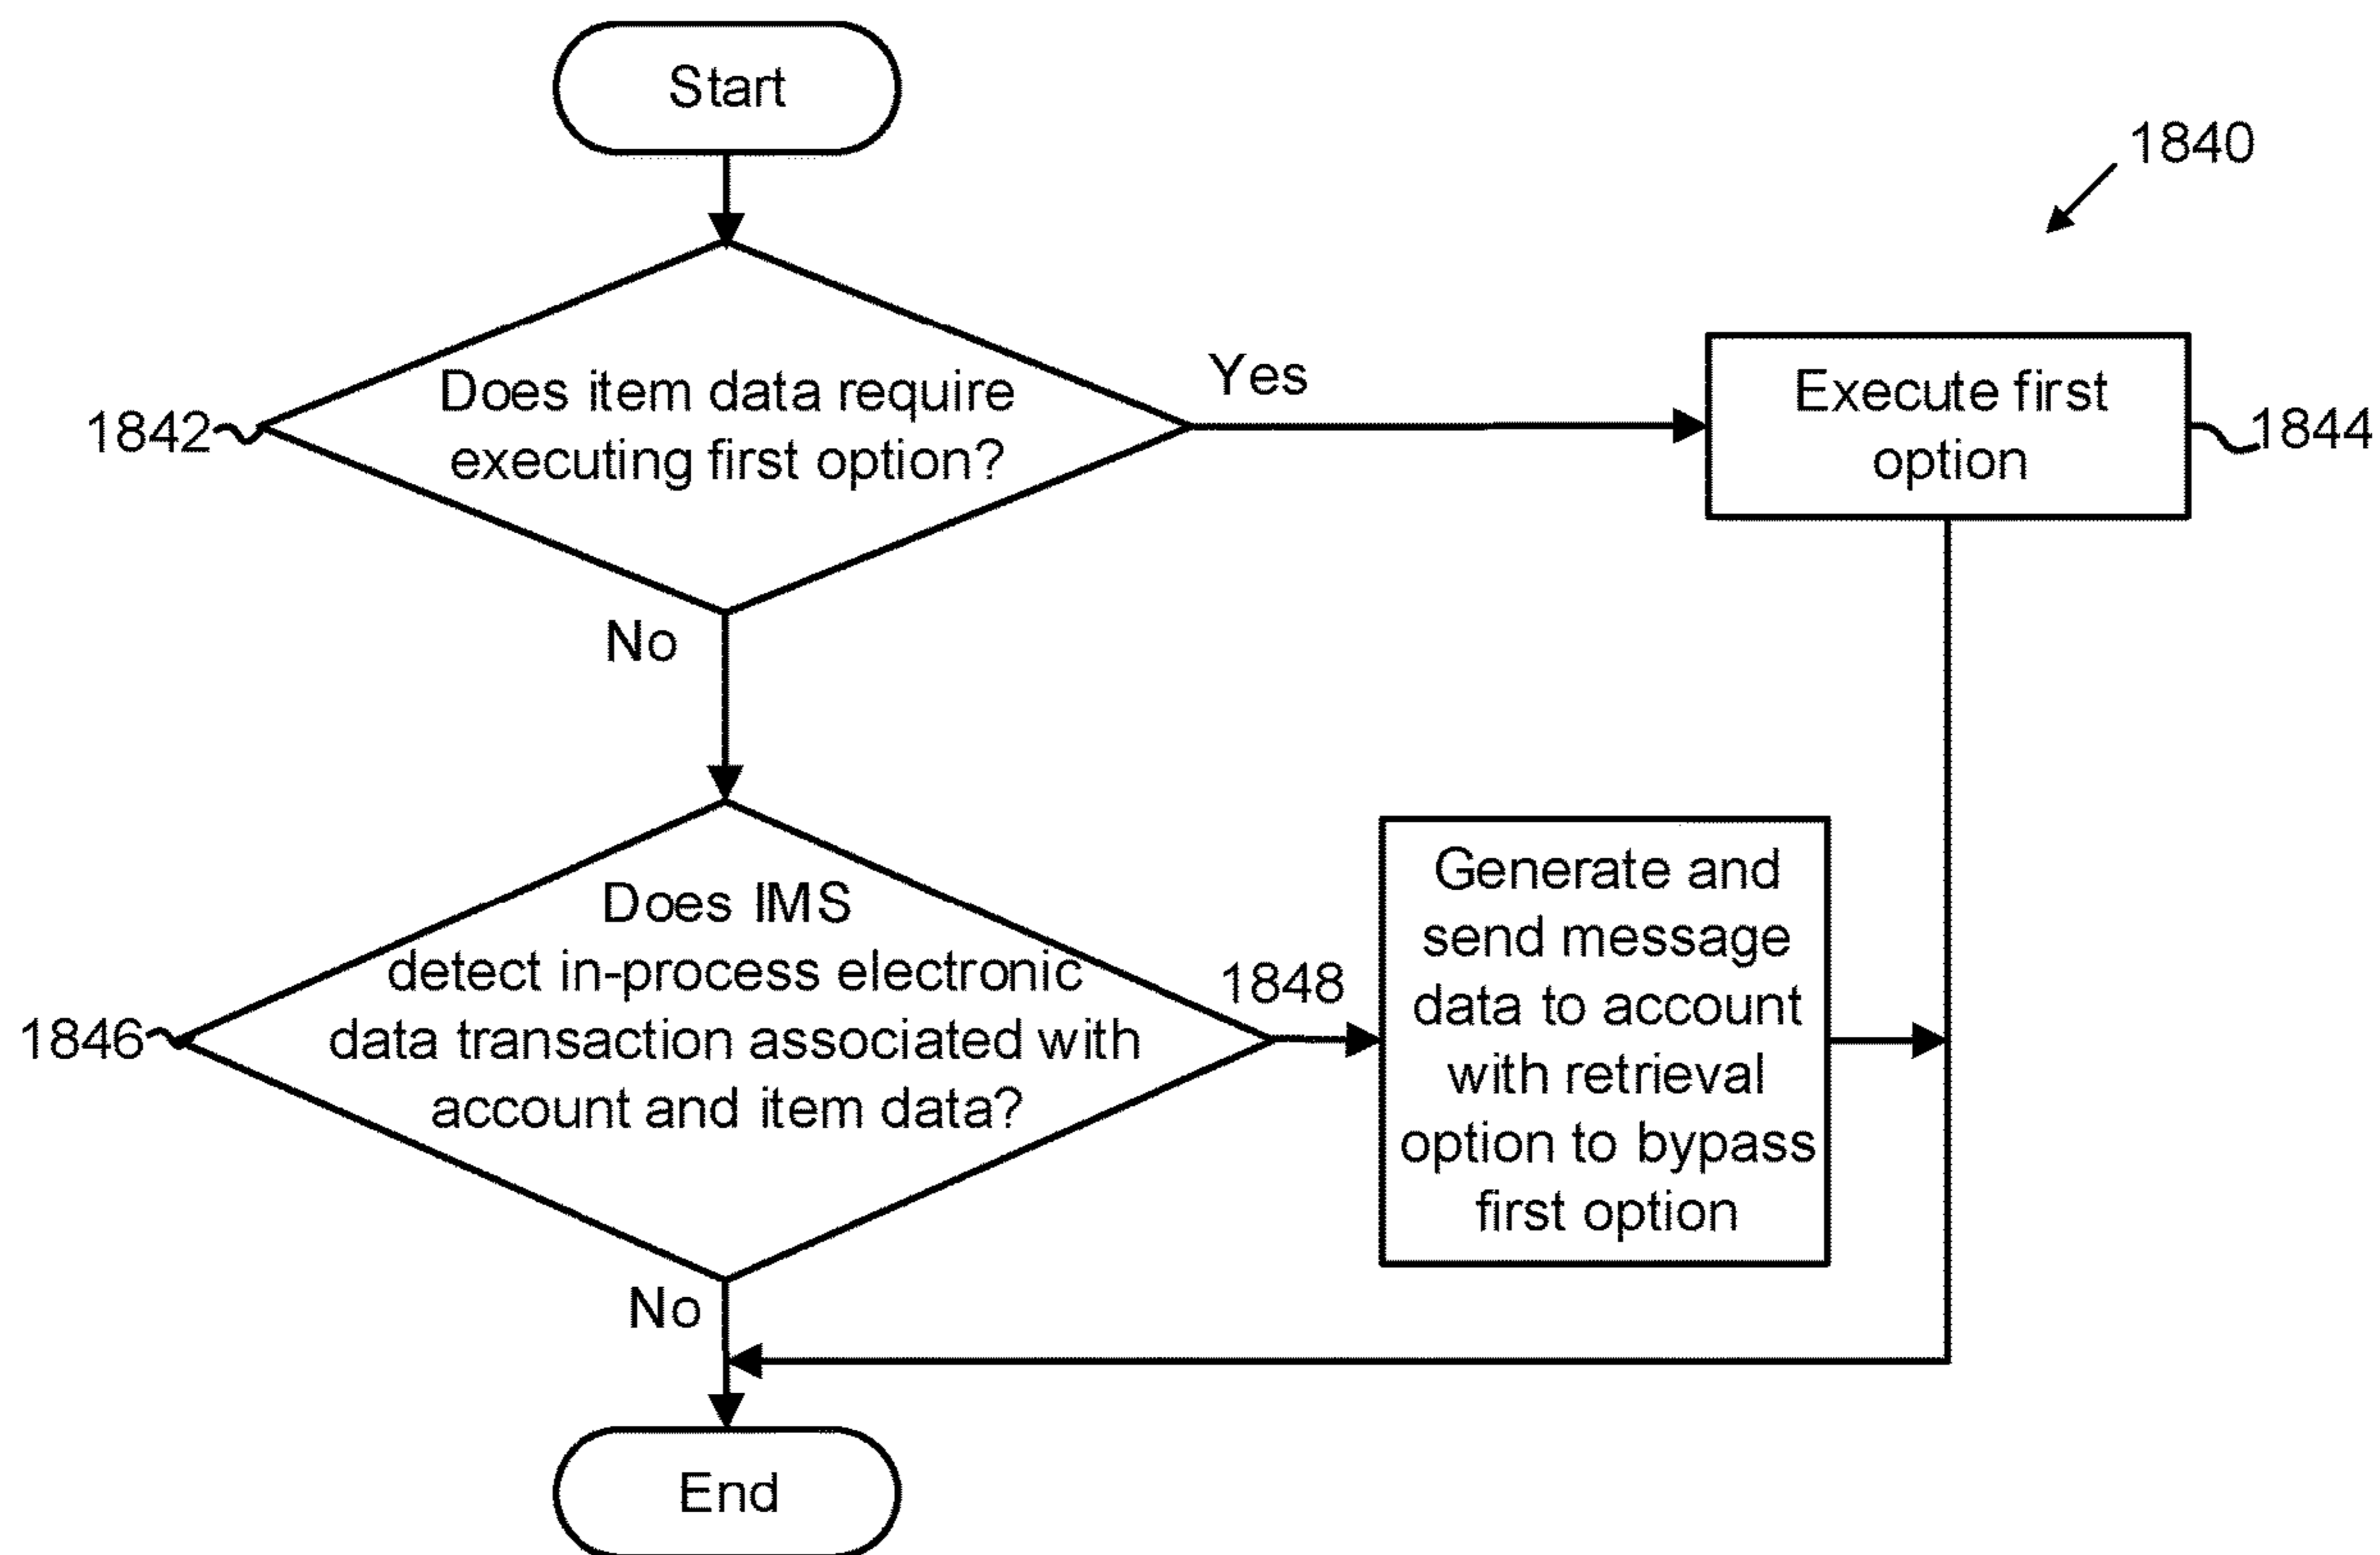 Start
1840
Does item data require
executing first option?
1842
Yes
Execute first
option
1844
No
Does IMS
detect in-process electronic
data transaction associated with
account and item data?
1846
1848
Generate and
send message
data to account
with retrieval
option to bypass
first option
No
End